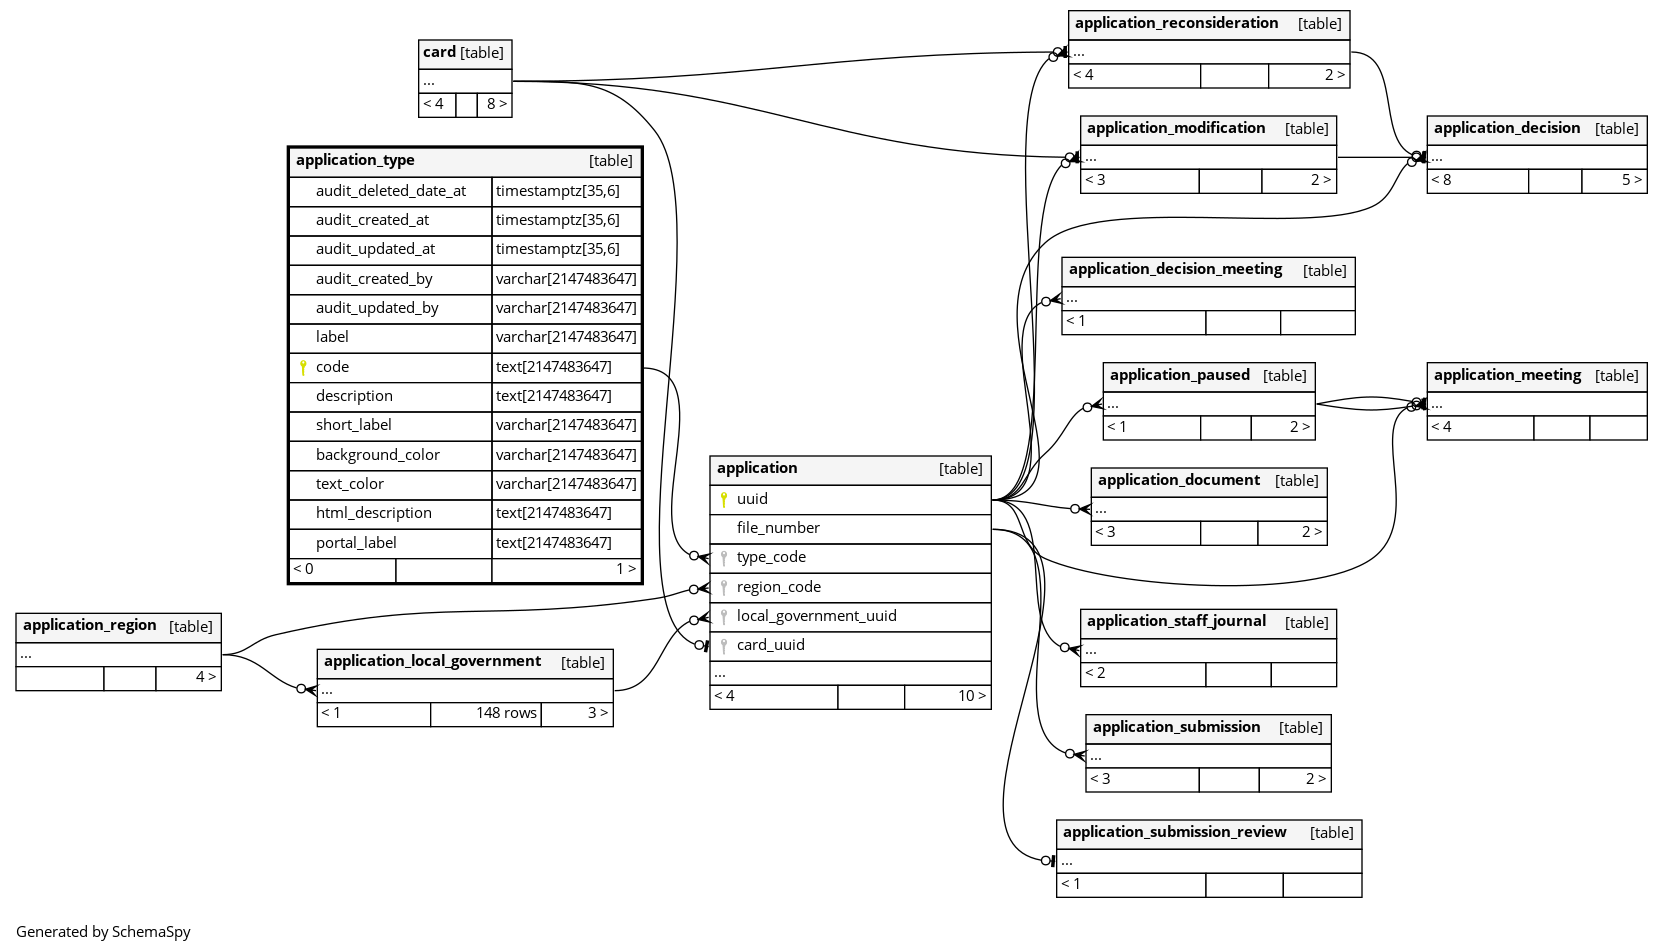 card [table]
...
< 4 8 >
application_type [table]
audit_deleted_date_at timestamptz[35,6]
audit_created_at timestamptz[35,6]
audit_updated_at timestamptz[35,6]
audit_created_by varchar[2147483647]
audit_updated_by varchar[2147483647]
label varchar[2147483647]
code text[2147483647]
description text[2147483647]
short_label varchar[2147483647]
background_color varchar[2147483647]
text_color varchar[2147483647]
html_description text[2147483647]
portal_label text[2147483647]
< 0 1 >
application_region [table]
...
4 >
application_local_government [table]
...
< 1 148 rows 3 >
application [table]
uuid
file_number
type_code
region_code
local_government_uuid
card_uuid
...
< 4 10 >
application_reconsideration [table]
...
< 4 2 >
application_modification [table]
...
< 3 2 >
application_decision [table]
...
< 8 5 >
application_decision_meeting [table]
...
< 1
application_paused [table]
...
< 1 2 >
application_meeting [table]
...
< 4
application_document [table]
...
< 3 2 >
application_staff_journal [table]
...
< 2
application_submission [table]
...
< 3 2 >
application_submission_review [table]
...
< 1
Generated by SchemaSpy